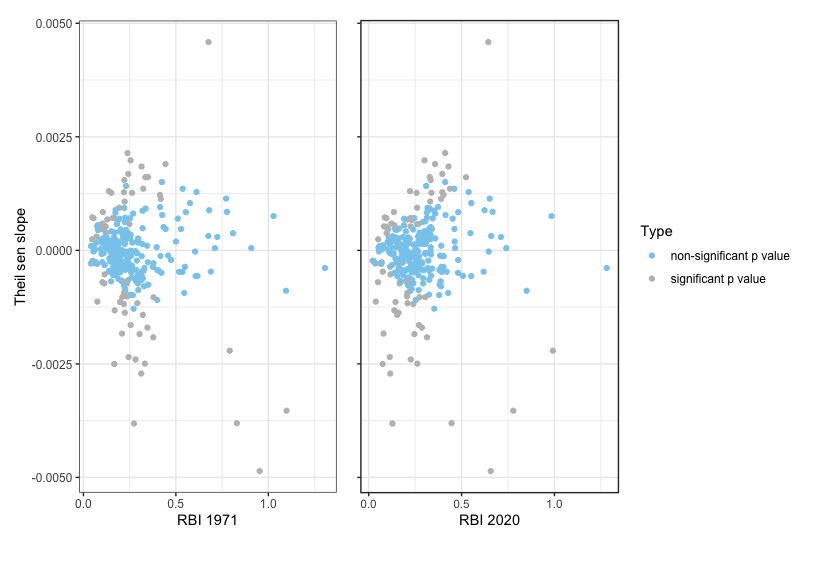 Theil sen slope
0.0050
0.0025
0.0000
-0.0025
-0.0050
0.0 0.5 1.0
RBI 1971
0.0 0.5 1.0
RBI 2020
Type
non-significant p value
significant p value